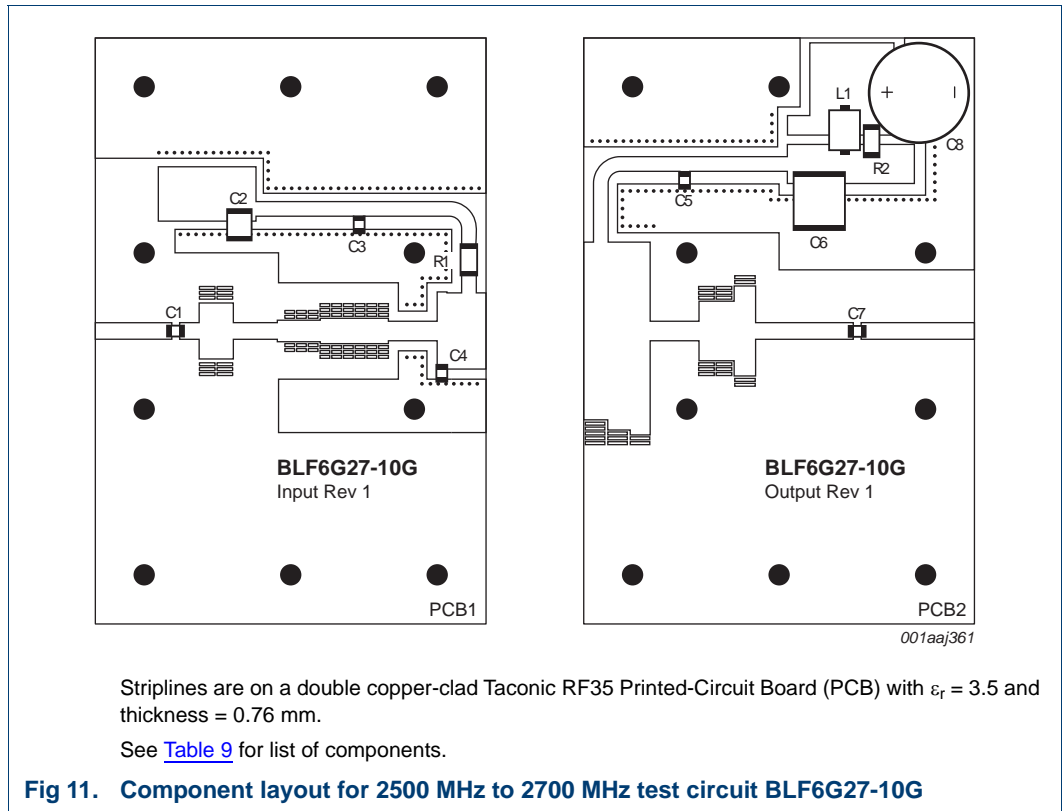 L1
+
−
C8
R2
C2
C5
C3
C6
R1
C1
C7
C4
BLF6G27-10G
Input Rev 1
BLF6G27-10G
Output Rev 1
PCB1
PCB2
001aaj361
Striplines are on a double copper-clad Taconic RF35 Printed-Circuit Board (PCB) with εr = 3.5 and
thickness = 0.76 mm.
See Table 9 for list of components.
Fig 11. Component layout for 2500 MHz to 2700 MHz test circuit BLF6G27-10G